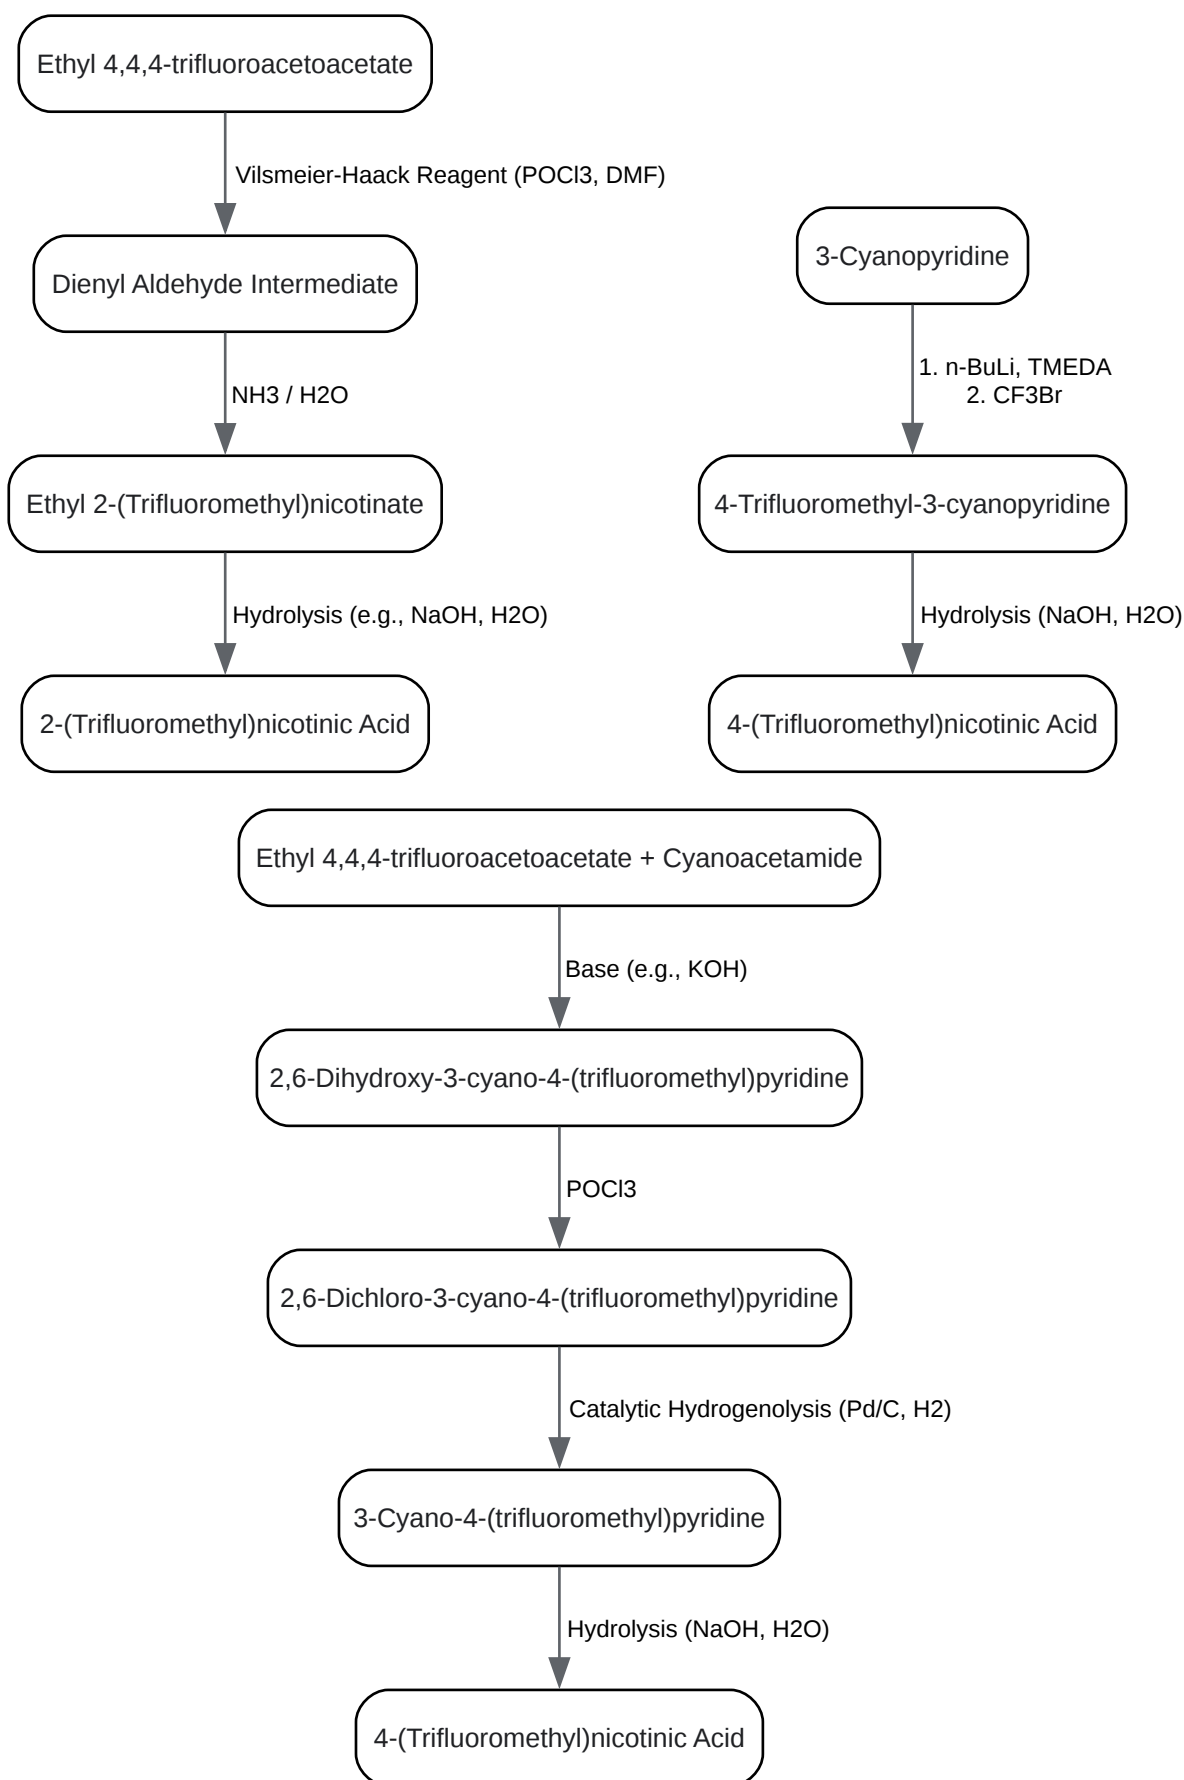 Ethyl 4,4,4-trifluoroacetoacetate
Vilsmeier-Haack Reagent (POCl3, DMF)
Dienyl Aldehyde Intermediate
NH3 / H2O
Ethyl 2-(Trifluoromethyl)nicotinate
Hydrolysis (e.g., NaOH, H2O)
2-(Trifluoromethyl)nicotinic Acid
3-Cyanopyridine
1. n-BuLi, TMEDA
2. CF3Br
4-Trifluoromethyl-3-cyanopyridine
Hydrolysis (NaOH, H2O)
4-(Trifluoromethyl)nicotinic Acid
Ethyl 4,4,4-trifluoroacetoacetate + Cyanoacetamide
Base (e.g., KOH)
2,6-Dihydroxy-3-cyano-4-(trifluoromethyl)pyridine
POCl3
2,6-Dichloro-3-cyano-4-(trifluoromethyl)pyridine
Catalytic Hydrogenolysis (Pd/C, H2)
3-Cyano-4-(trifluoromethyl)pyridine
Hydrolysis (NaOH, H2O)
4-(Trifluoromethyl)nicotinic Acid